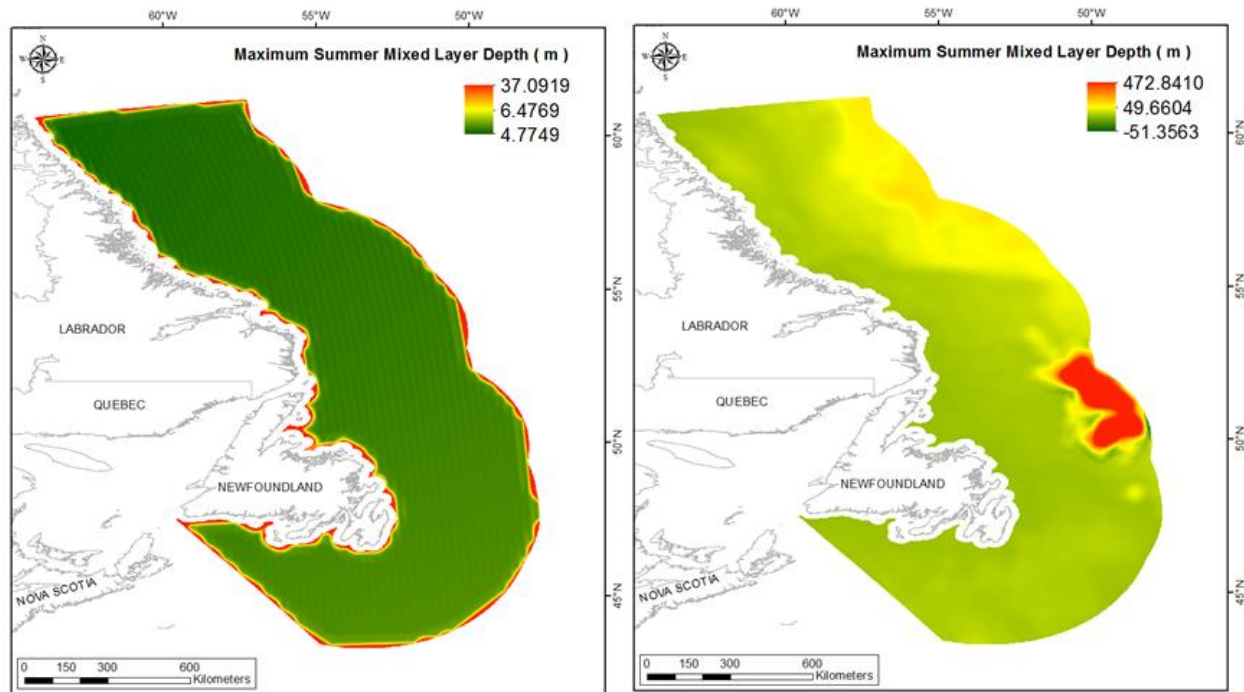 60°W 55°W 50°W
N
W E
S
Maximum Summer Mixed Layer Depth ( m )
37.0919
6.4769
4.7749
60°N
55°N
50°N
45°N
LABRADOR
QUEBEC
NEWFOUNDLAND
NOVA SCOTIA
0 150 300 600
Kilometers
60°W 55°W 50°W
N
W E
S
Maximum Summer Mixed Layer Depth ( m )
472.8410
49.6604
-51.3563
60°N
55°N
50°N
45°N
LABRADOR
QUEBEC
NEWFOUNDLAND
NOVA SCOTIA
0 150 300 600
Kilometers